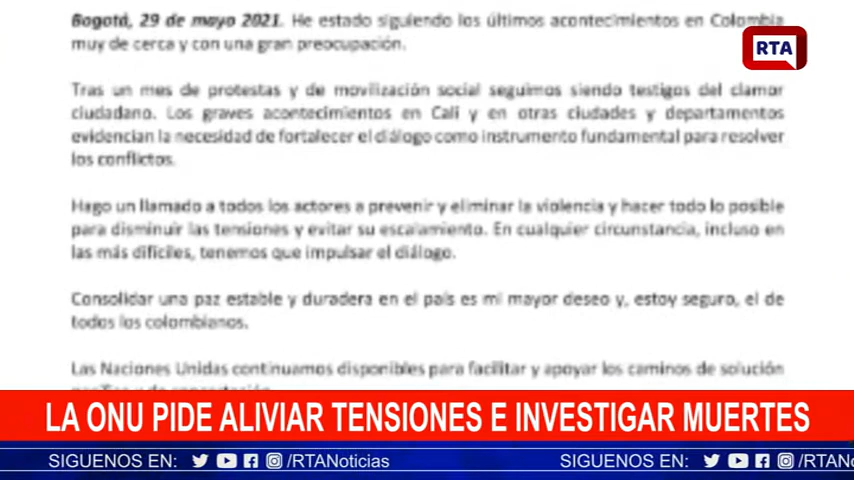 Bogotá, 29 de mayo 2021. He estado siguiendo los últimos acontecimientos en Colombia
muy de cerca y con una gran preocupación.
RTA
Tras un mes de protestas y de movilización social seguimos siendo testigos del clamor
ciudadano. Los graves acontecimientos en Cali y en otras ciudades y departamentos
evidencian la necesidad de fortalecer el diálogo como instrumento fundamental para resolver
los conflictos.
Hago un llamado a todos los actores a prevenir y eliminar la violencia y hacer todo lo posible
para disminuir las tensiones y evitar su escalamiento. En cualquier circunstancia, incluso en
las más difíciles, tenemos que impulsar el diálogo.
Consolidar una paz estable y duradera en el país es mi mayor deseo y, estoy seguro, el de
todos los colombianos.
Las Naciones Unidas continuamos disponibles para facilitar y apoyar los caminos de solución
LA ONU PIDE ALIVIAR TENSIONES E INVESTIGAR MUERTES
SIGUENOS EN: /RTANoticias SIGUENOS EN: /RTANo